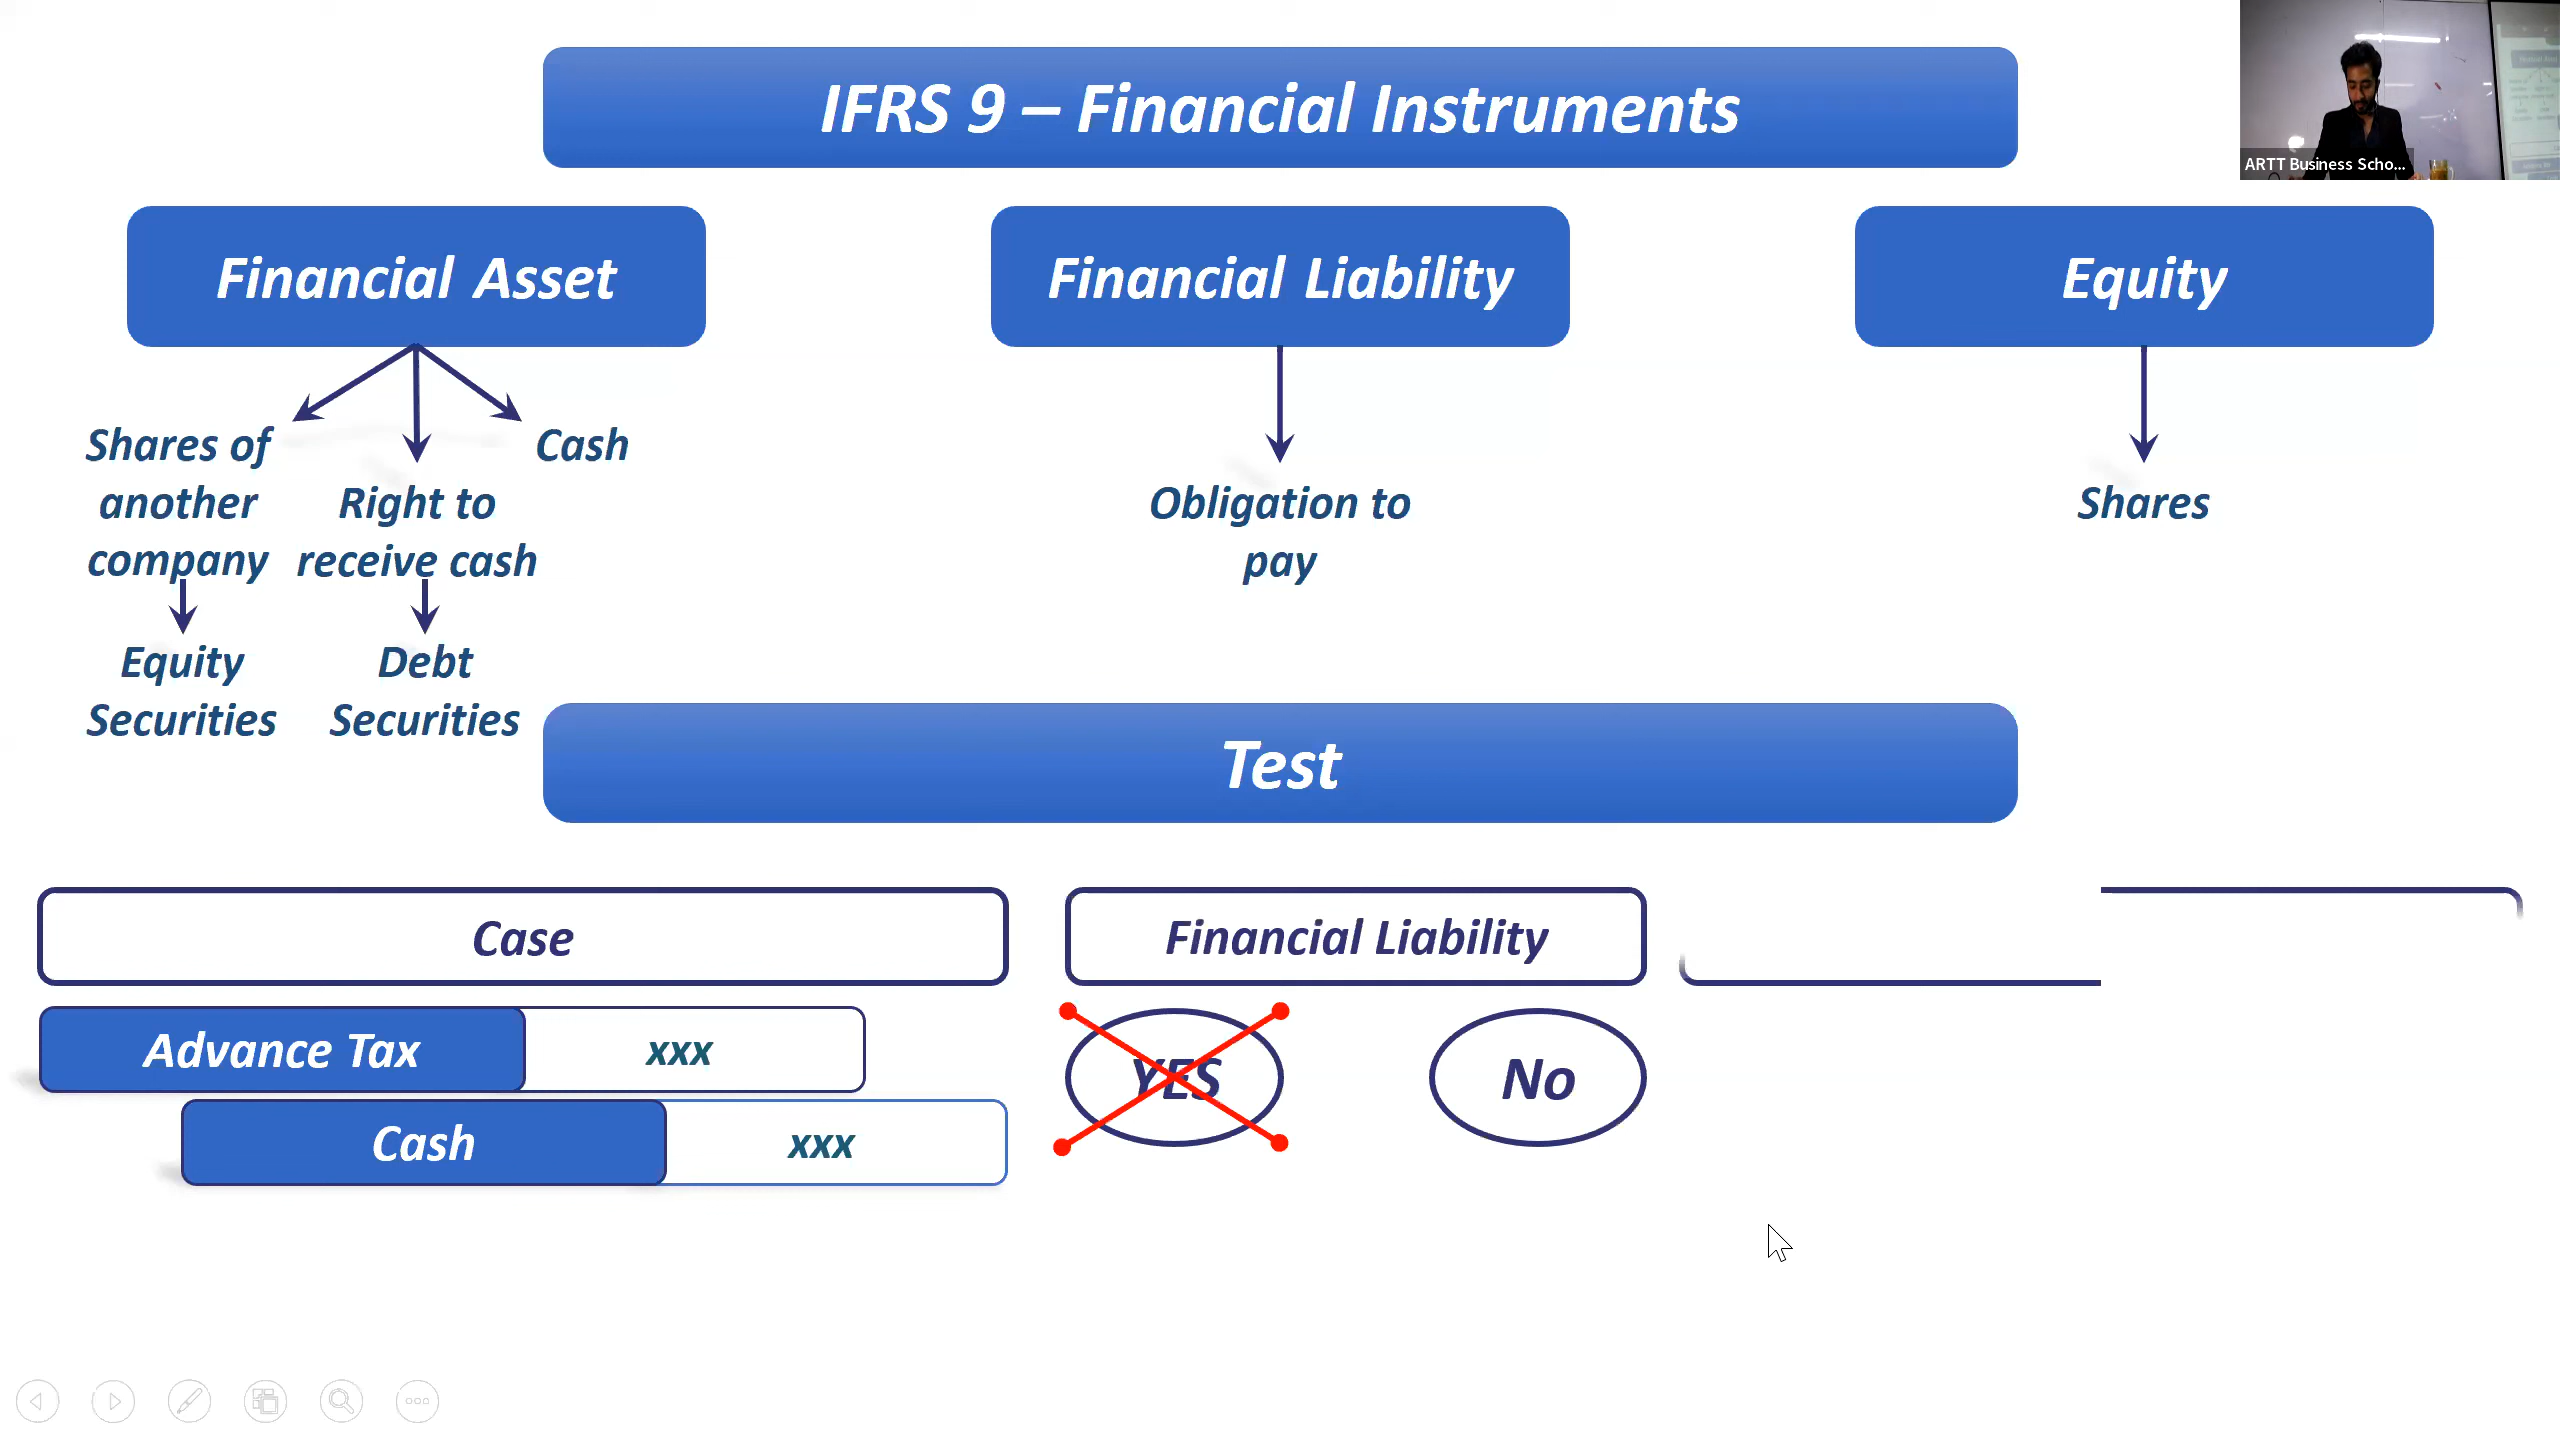 IFRS 9 – Financial Instruments
ARTT Business Scho...
Financial Asset
Financial Liability
Equity
Shares of
another
company
Right to
receive cash
Cash
Obligation to
pay
Shares
Equity
Securities
Debt
Securities
Test
Case
Financial Liability
Advance Tax
xxx
YES
No
Cash
xxx